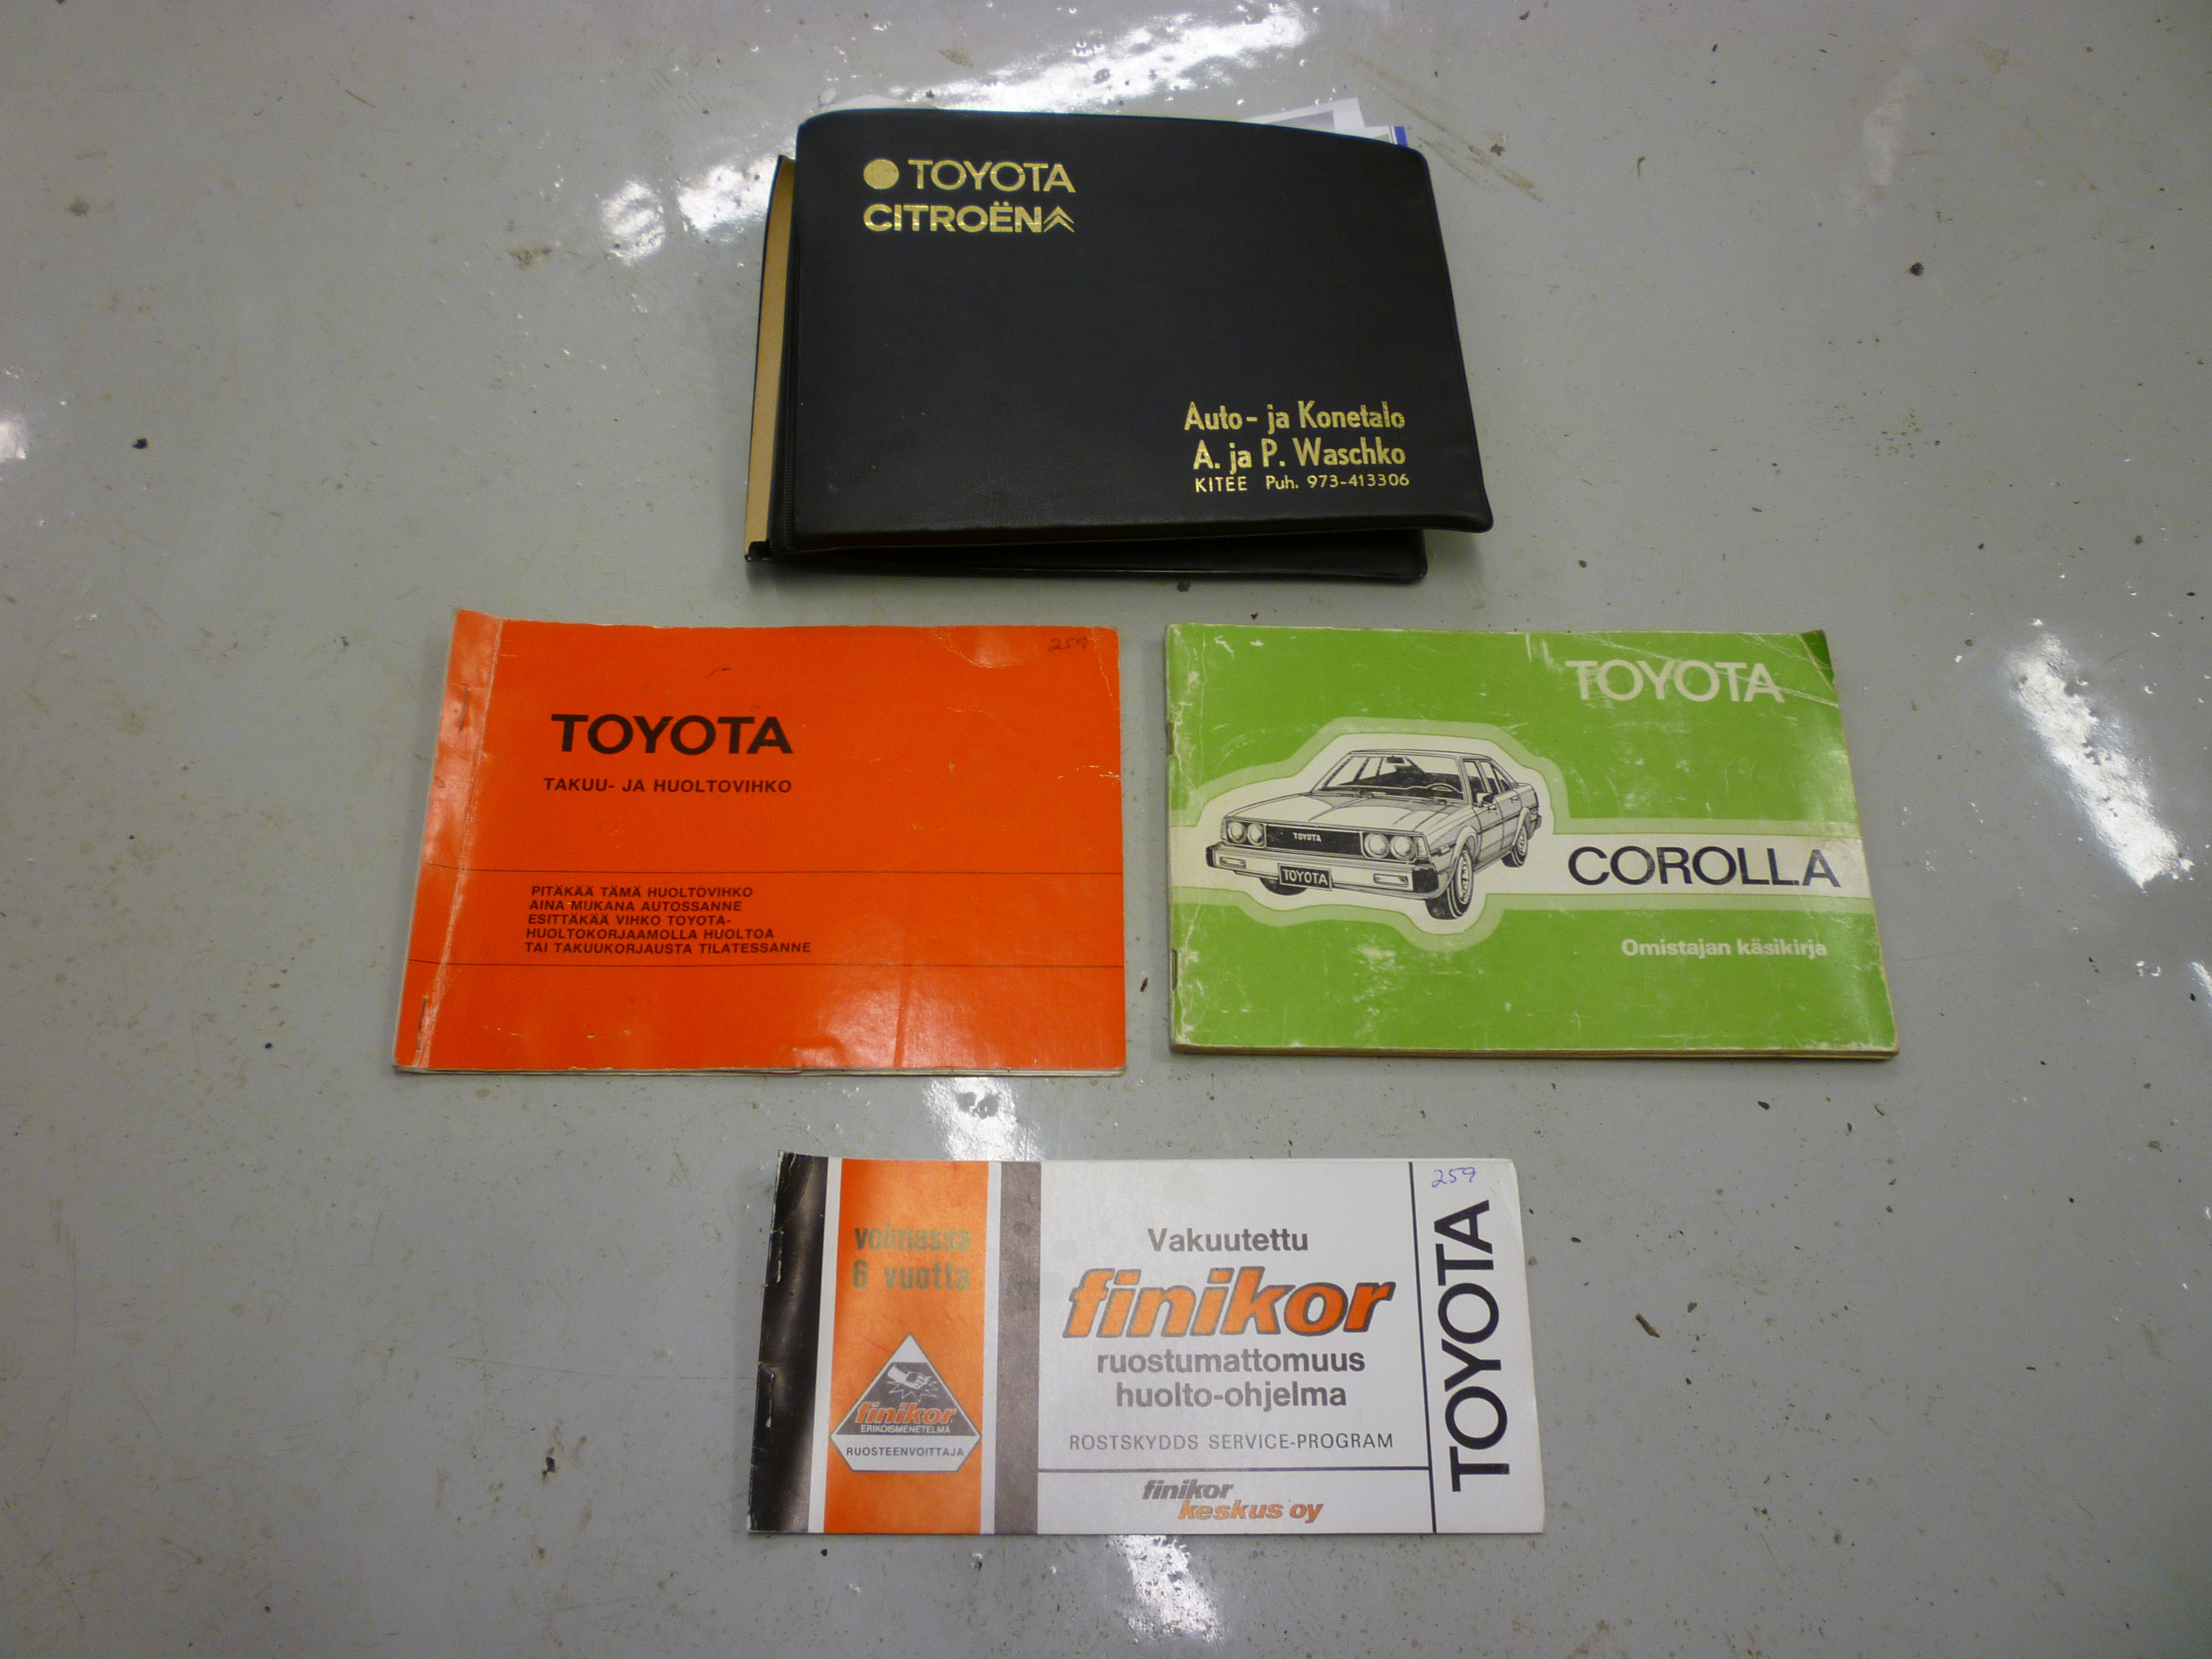 TOYOTA
CITROËN
Auto- ja Konetalo
A. ja P. Waschko
KITEE Puh. 973-413306
259
TOYOTA
TAKUU- JA HUOLTOVIHKO
PITÄKÄÄ TÄMÄ HUOLTOVIHKO
AINA MUKANA AUTOSSANNE
ESITTÄKÄÄ VIHKO TOYOTA-
HUOLTOKORJAAMOLLA HUOLTOA
TAI TAKUUKORJAUSTA TILATESSANNE
TOYOTA
TOYOTA
TOYOTA
COROLLA
Omistajan käsikirja
voimassa
6 vuotta
finikor
ERIKOISMENETELMÄ
RUOSTEENVOITTAJA
Vakuutettu
finikor
ruostumattomuus
huolto-ohjelma
ROSTSKYDDS SERVICE-PROGRAM
finikor
keskus oy
259
TOYOTA